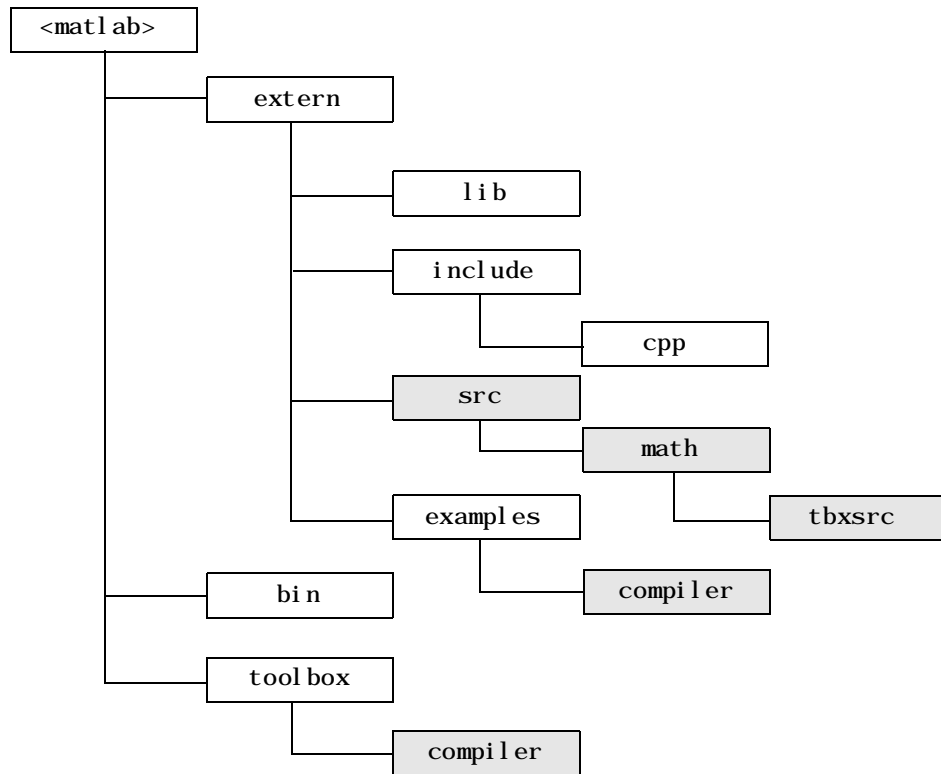 <matlab>
extern
lib
include
cpp
src
math
tbxsrc
examples
compiler
bin
toolbox
compiler